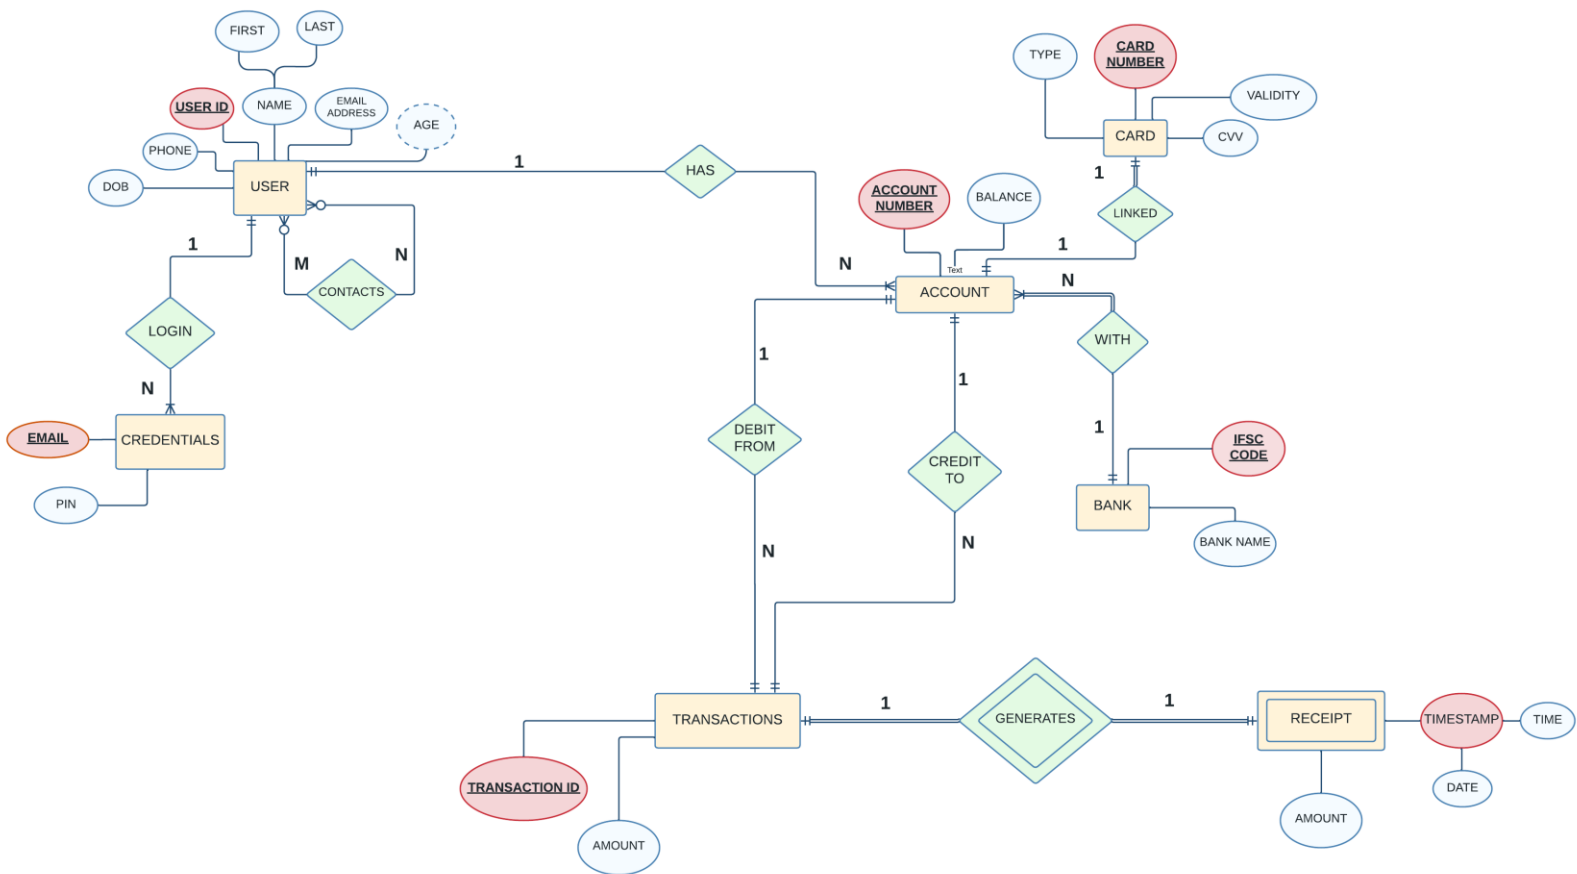 FIRST
LAST
USER ID
NAME
EMAIL
ADDRESS
AGE
PHONE
DOB
USER
1
HAS
TYPE
CARD
NUMBER
VALIDITY
CARD
CVV
1
LINKED
1
ACCOUNT
NUMBER
BALANCE
Text
N
ACCOUNT
N
1
M
N
CONTACTS
LOGIN
N
EMAIL
CREDENTIALS
PIN
1
DEBIT
FROM
N
1
CREDIT
TO
N
WITH
1
IFSC
CODE
BANK
BANK NAME
TRANSACTIONS
1
GENERATES
1
RECEIPT
TIMESTAMP
TIME
DATE
AMOUNT
TRANSACTION ID
AMOUNT